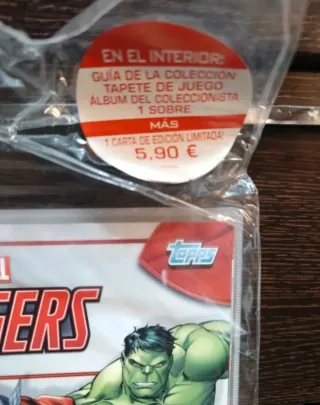 EN EL INTERIOR:
GUÍA DE LA COLECCIÓN
TAPETE DE JUEGO
ÁLBUM DEL COLECCIONISTA
1 SOBRE
MÁS
1 CARTA DE EDICIÓN LIMITADA!
5,90 €
TOPPS
GERS